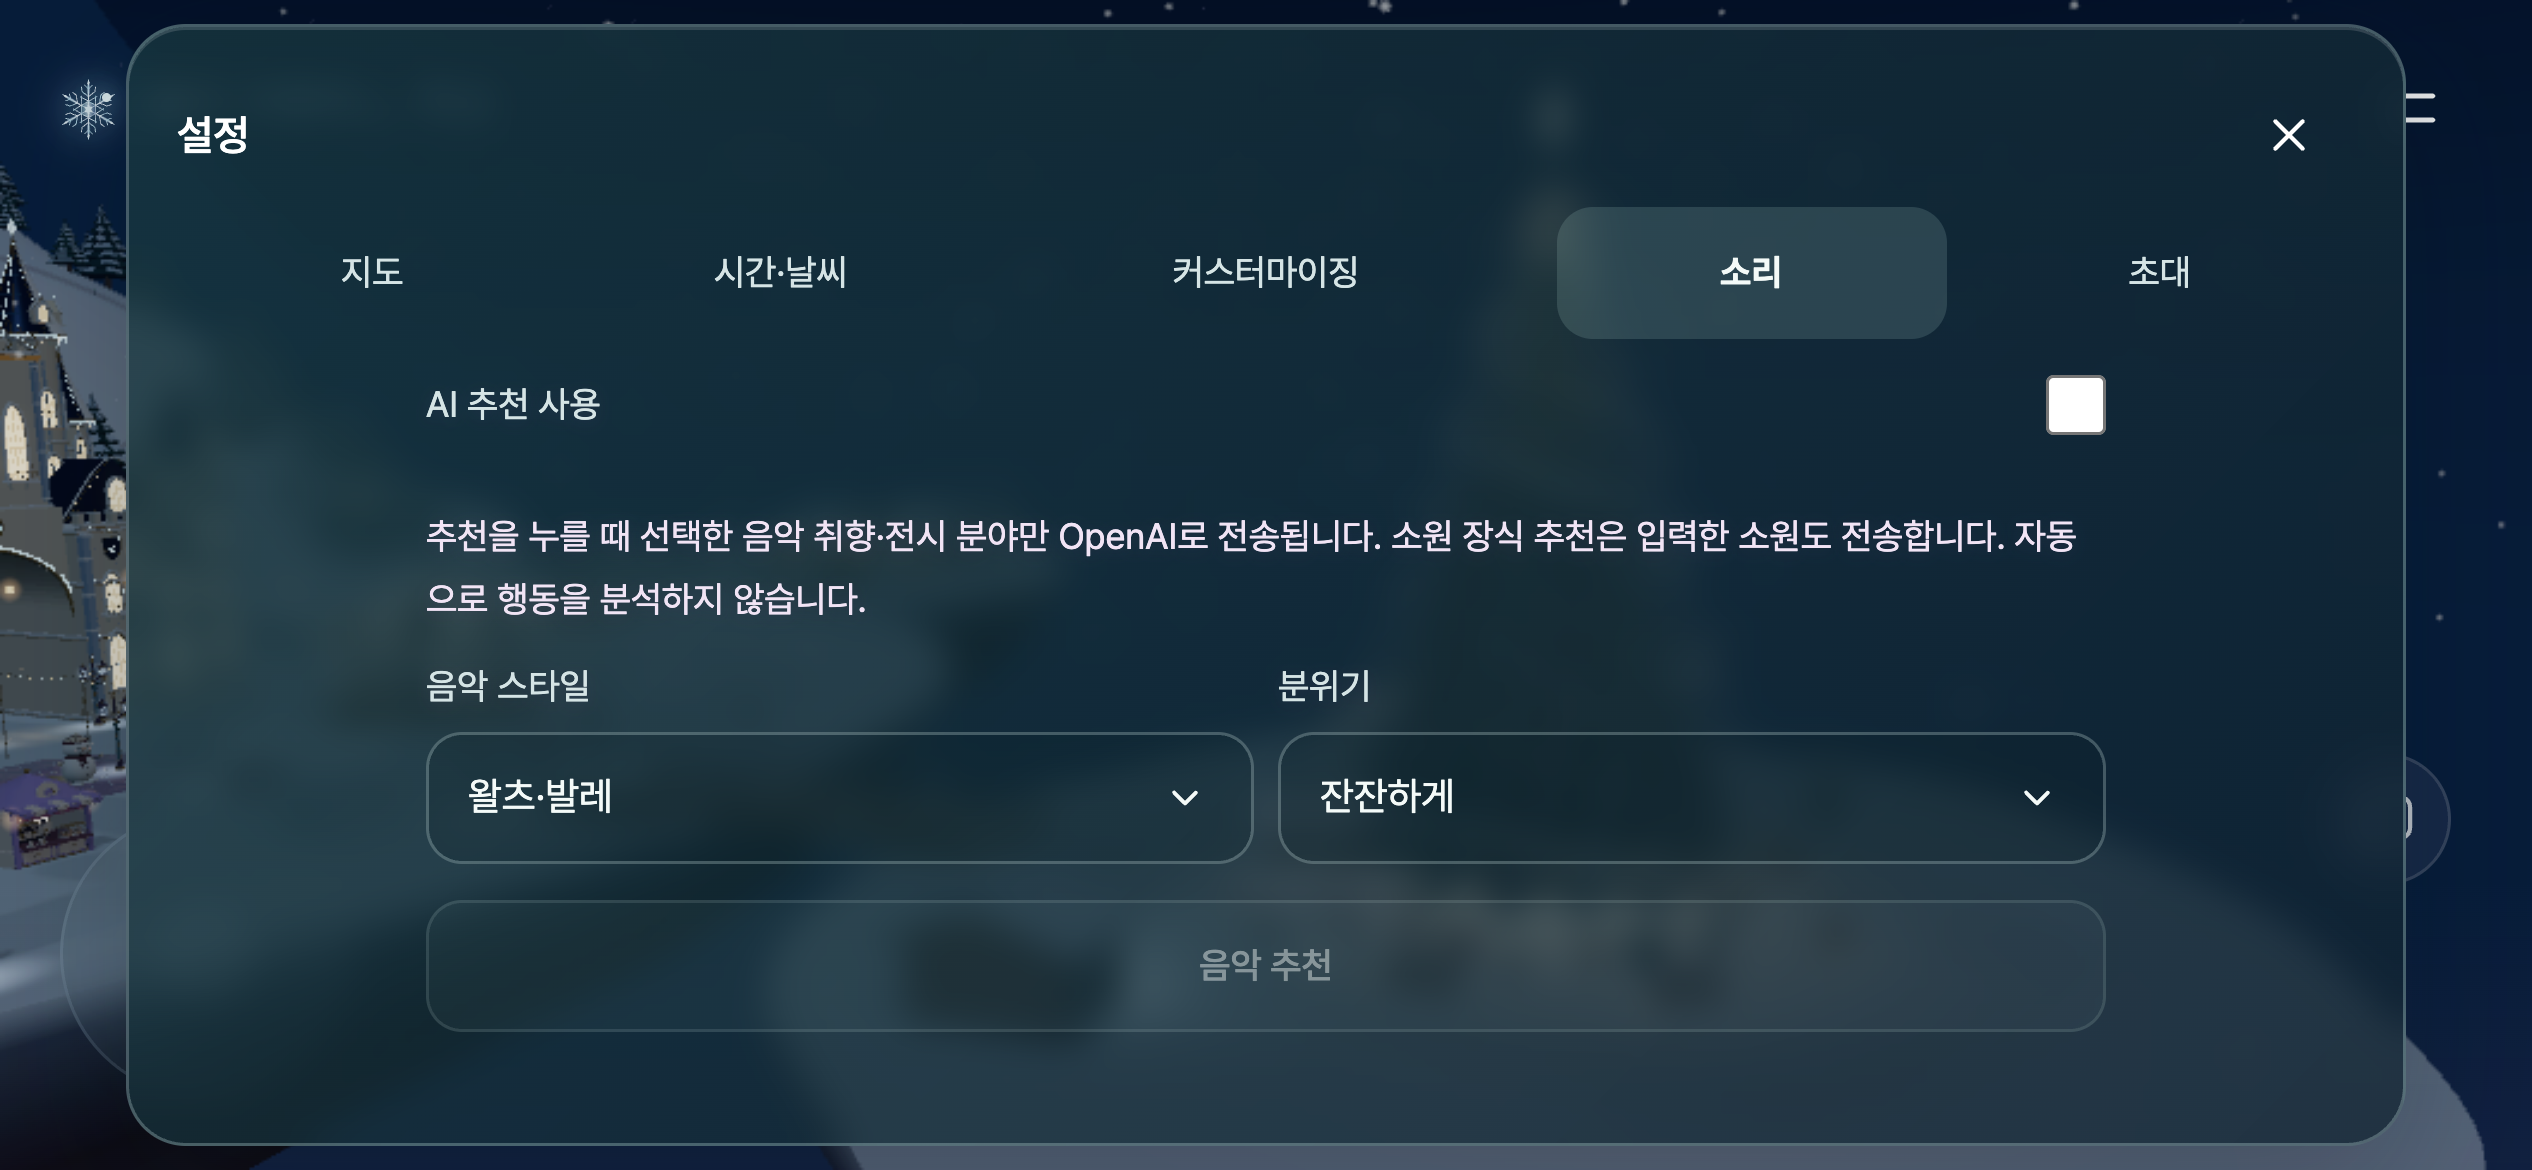 설정
지도
시간·날씨
커스터마이징
소리
초대
AI 추천 사용
추천을 누를 때 선택한 음악 취향·전시 분야만 OpenAI로 전송됩니다. 소원 장식 추천은 입력한 소원도 전송합니다. 자동
으로 행동을 분석하지 않습니다.
음악 스타일
분위기
왈츠·발레
잔잔하게
음악 추천